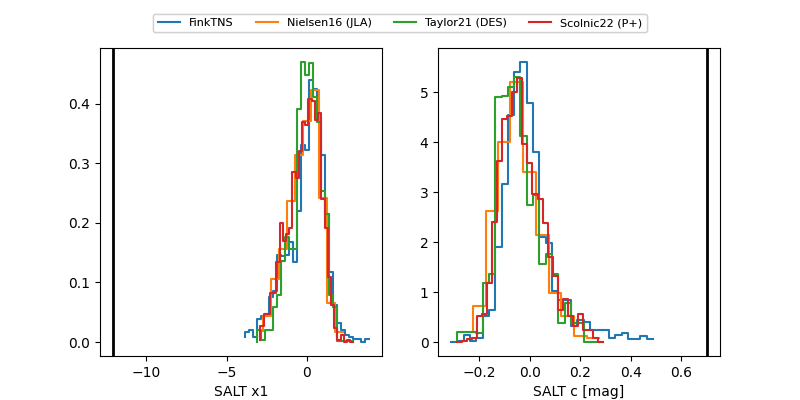 FinkTNS Nielsen16 (JLA) Taylor21 (DES) Scolnic22 (P+)
0.4
0.3
0.2
0.1
0.0
−10 −5 0
SALT x1
5
4
3
2
1
0
−0.2 0.0 0.2 0.4 0.6
SALT c [mag]